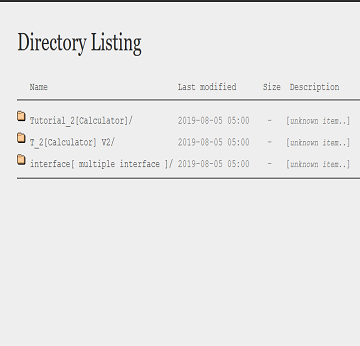 Directory Listing
Name Last modified Size Description
Tutorial_2[Calculator]/ 2019-08-05 05:00 - [unknown item..]
T_2[Calculator] V2/ 2019-08-05 05:00 - [unknown item..]
interface[ multiple interface ]/ 2019-08-05 05:00 - [unknown item..]